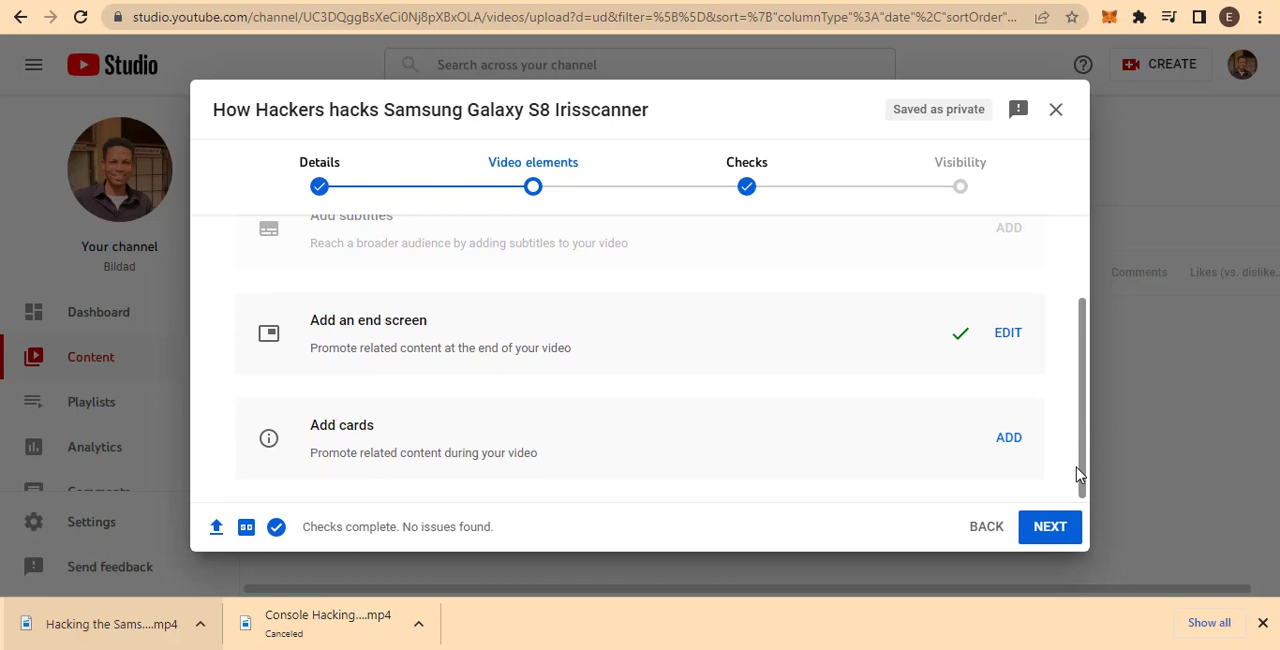 studio.youtube.com/channel/UC3DQggBsXeCi0Nj8pXBxOLA/videos/upload?d=ud&filter=%5B%5D&sort=%7B"columnType"%3A"date"%2C"sortOrder"...
E
Studio
Search across your channel
CREATE
How Hackers hacks Samsung Galaxy S8 Irisscanner
Saved as private
Details
Video elements
Checks
Visibility
Add subtitles
Reach a broader audience by adding subtitles to your video
ADD
Your channel
Bildad
Comments
Likes (vs. dislike...
Dashboard
Content
Playlists
Analytics
Comments
Settings
Send feedback
Add an end screen
Promote related content at the end of your video
EDIT
Add cards
Promote related content during your video
ADD
SD
Checks complete. No issues found.
BACK
NEXT
Hacking the Sams....mp4
Console Hacking....mp4
Canceled
Show all